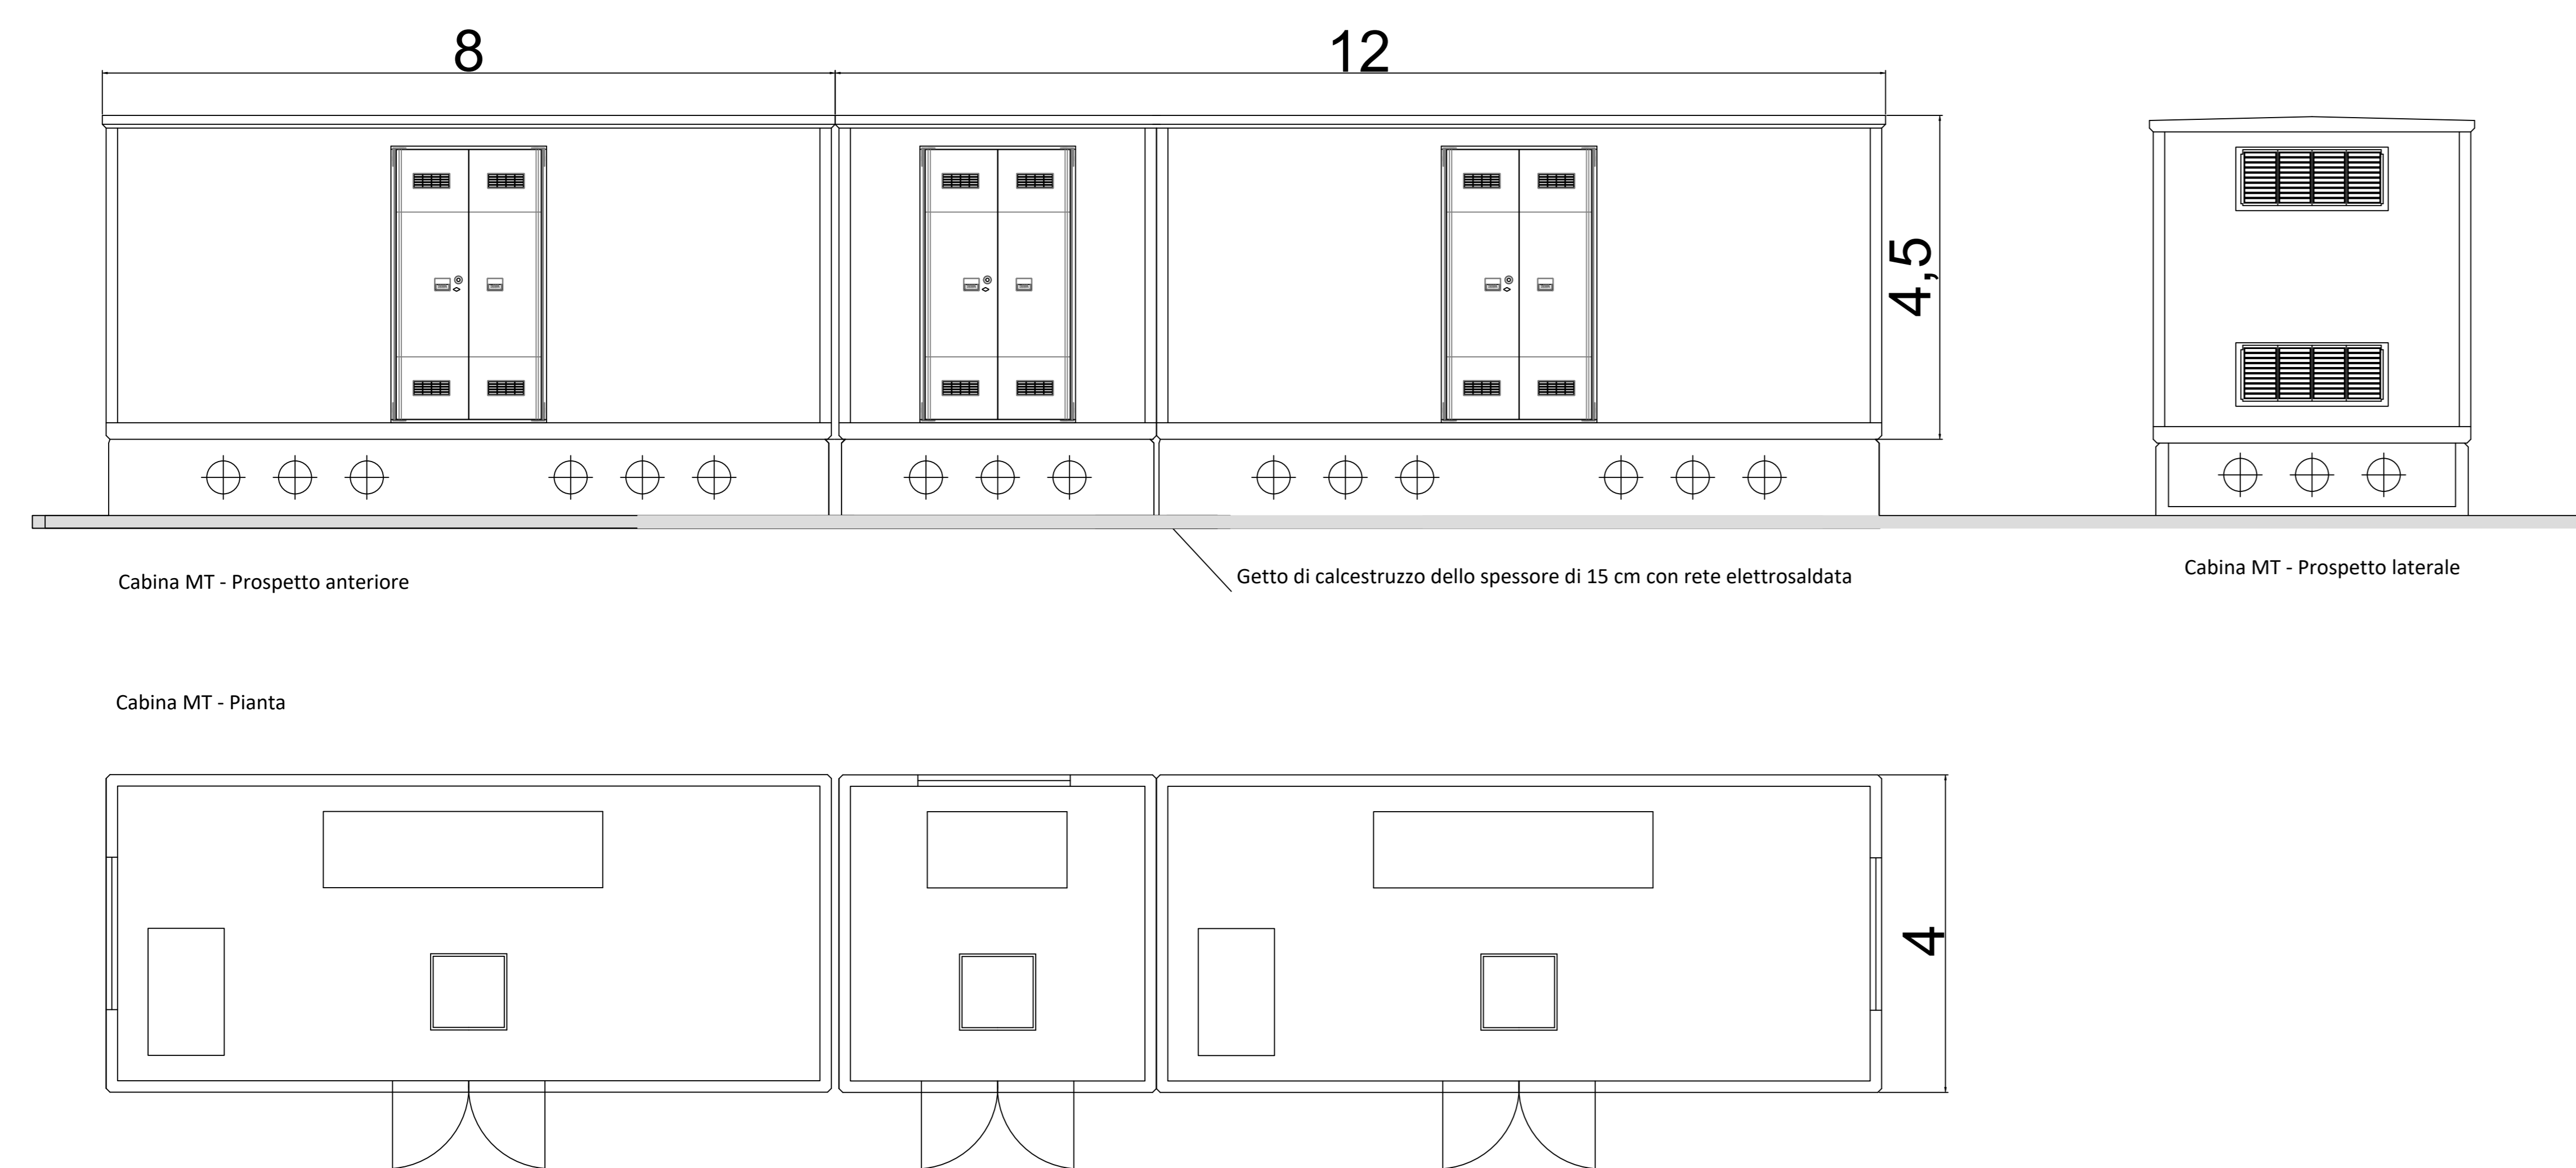 8
12
4,5
Cabina MT - Prospetto anteriore
Getto di calcestruzzo dello spessore di 15 cm con rete elettrosaldata
Cabina MT - Prospetto laterale
Cabina MT - Pianta
4